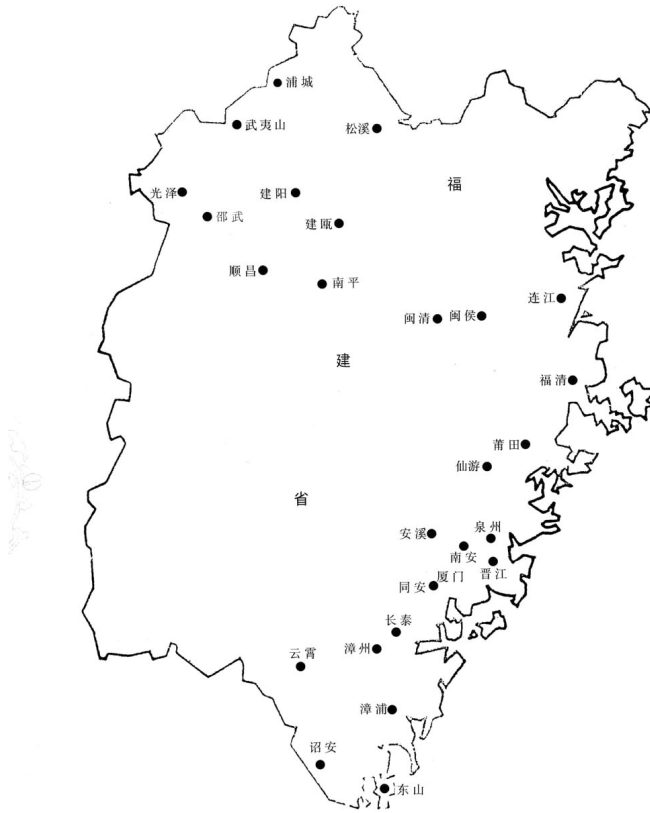 浦城
武夷山
松溪
福
光泽
建阳
邵武
建瓯
顺昌
南平
连江
闽清
闽侯
建
福清
莆田
仙游
省
安溪
泉州
南安
晋江
厦门
同安
长泰
漳州
云霄
漳浦
诏安
东山